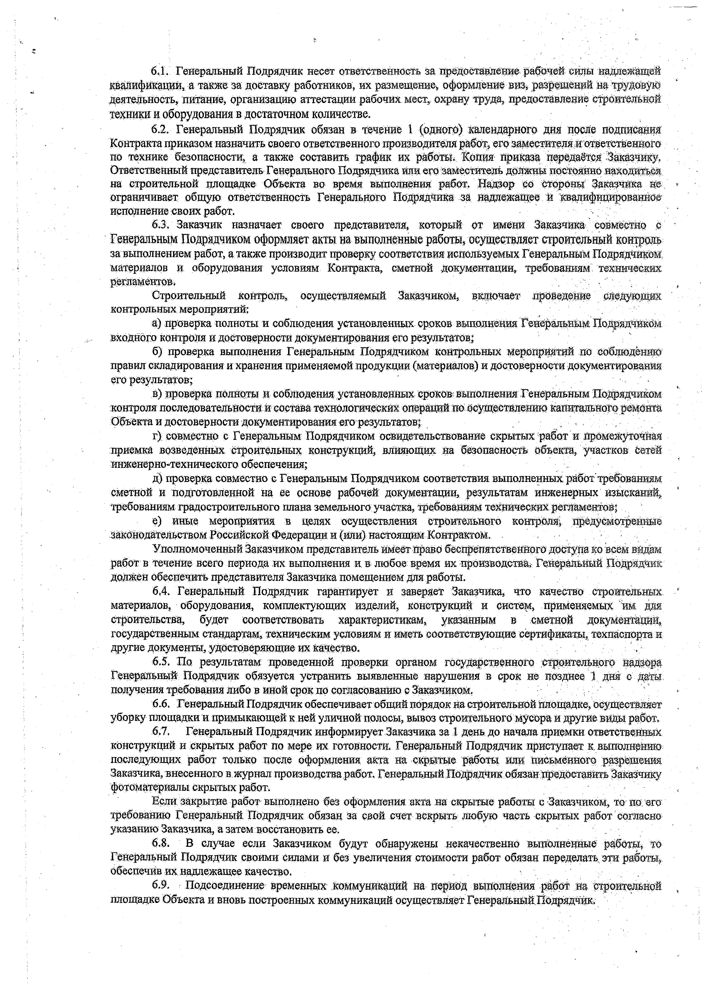 6.1. Генеральный Подрядчик несет ответственность за предоставление рабочей силы надлежащей
квалификации, а также за доставку работников, их размещение, оформление виз, разрешений на трудовую
деятельность, питание, организацию аттестации рабочих мест, охрану труда, предоставление строительной
техники и оборудования в достаточном количестве.
6.2. Генеральный Подрядчик обязан в течение 1 (одного) календарного дня после подписания
Контракта приказом назначить своего ответственного производителя работ, его заместителя и ответственного
по технике безопасности, а также составить график их работы. Копия приказа передаётся Заказчику.
Ответственный представитель Генерального Подрядчика или его заместитель должны постоянно находиться
на строительной площадке Объекта во время выполнения работ. Надзор со стороны Заказчика не
ограничивает общую ответственность Генерального Подрядчика за надлежащее и квалифицированное
исполнение своих работ.
6.3. Заказчик назначает своего представителя, который от имени Заказчика совместно с
Генеральным Подрядчиком оформляет акты на выполненные работы, осуществляет строительный контроль
за выполнением работ, а также производит проверку соответствия используемых Генеральным Подрядчиком
материалов и оборудования условиям Контракта, сметной документации, требованиям технических
регламентов.
Строительный контроль, осуществляемый Заказчиком, включает проведение следующих
контрольных мероприятий:
а) проверка полноты и соблюдения установленных сроков выполнения Генеральным Подрядчиком
входного контроля и достоверности документирования его результатов;
б) проверка выполнения Генеральным Подрядчиком контрольных мероприятий по соблюдению
правил складирования и хранения применяемой продукции (материалов) и достоверности документирования
его результатов;
в) проверка полноты и соблюдения установленных сроков выполнения Генеральным Подрядчиком
контроля последовательности и состава технологических операций по осуществлению капитального ремонта
Объекта и достоверности документирования его результатов;
г) совместно с Генеральным Подрядчиком освидетельствование скрытых работ и промежуточная
приемка возведенных строительных конструкций, влияющих на безопасность объекта, участков сетей
инженерно-технического обеспечения;
д) проверка совместно с Генеральным Подрядчиком соответствия выполненных работ требованиям
сметной и подготовленной на ее основе рабочей документации, результатам инженерных изысканий,
требованиям градостроительного плана земельного участка, требованиям технических регламентов;
е) иные мероприятия в целях осуществления строительного контроля, предусмотренные
законодательством Российской Федерации и (или) настоящим Контрактом.
Уполномоченный Заказчиком представитель имеет право беспрепятственного доступа ко всем видам
работ в течение всего периода их выполнения и в любое время их производства. Генеральный Подрядчик
должен обеспечить представителя Заказчика помещением для работы.
6.4. Генеральный Подрядчик гарантирует и заверяет Заказчика, что качество строительных
материалов, оборудования, комплектующих изделий, конструкций и систем, применяемых им для
строительства, будет соответствовать характеристикам, указанным в сметной документации,
государственным стандартам, техническим условиям и иметь соответствующие сертификаты, техпаспорта и
другие документы, удостоверяющие их качество.
6.5. По результатам проведенной проверки органом государственного строительного надзора
Генеральный Подрядчик обязуется устранить выявленные нарушения в срок не позднее 1 дня с даты
получения требования либо в иной срок по согласованию с Заказчиком.
6.6. Генеральный Подрядчик обеспечивает общий порядок на строительной площадке, осуществляет
уборку площадки и примыкающей к ней уличной полосы, вывоз строительного мусора и другие виды работ.
6.7. Генеральный Подрядчик информирует Заказчика за 1 день до начала приемки ответственных
конструкций и скрытых работ по мере их готовности. Генеральный Подрядчик приступает к выполнению
последующих работ только после оформления акта на скрытые работы или письменного разрешения
Заказчика, внесенного в журнал производства работ. Генеральный Подрядчик обязан предоставить Заказчику
фотоматериалы скрытых работ.
Если закрытие работ выполнено без оформления акта на скрытые работы с Заказчиком, то по его
требованию Генеральный Подрядчик обязан за свой счет вскрыть любую часть скрытых работ согласно
указанию Заказчика, а затем восстановить ее.
6.8. В случае если Заказчиком будут обнаружены некачественно выполненные работы, то
Генеральный Подрядчик своими силами и без увеличения стоимости работ обязан переделать эти работы,
обеспечив их надлежащее качество.
6.9. Подсоединение временных коммуникаций на период выполнения работ на строительной
площадке Объекта и вновь построенных коммуникаций осуществляет Генеральный Подрядчик.